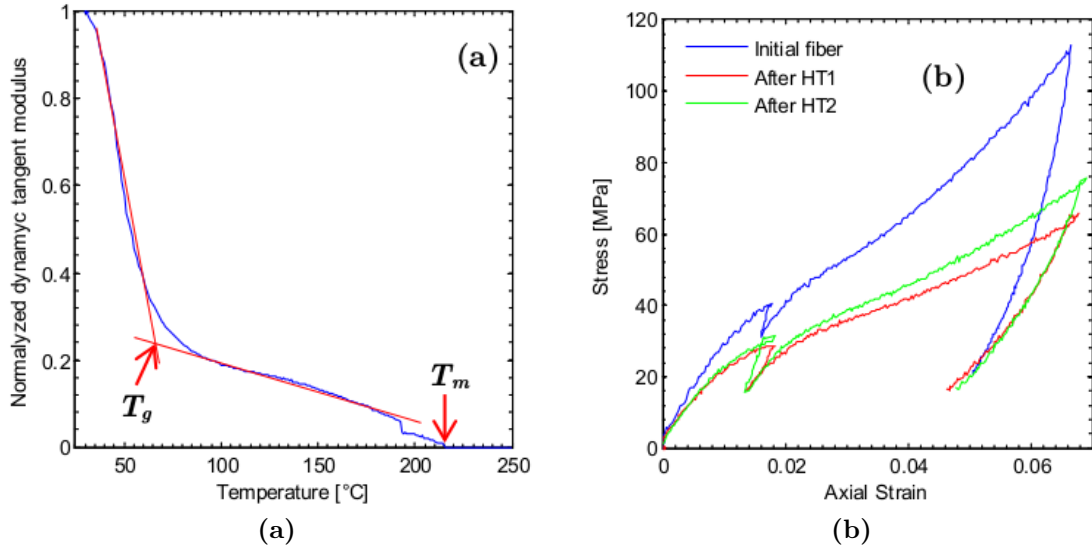 (a)
Normalyzed dynamyc tangent modulus
1
0.8
0.6
0.4
0.2
0
T_g
T_m
50
100
150
200
250
Temperature [°C]
(a)
(b)
Initial fiber
After HT1
After HT2
Stress [MPa]
120
100
80
60
40
20
0
0
0.02
0.04
0.06
Axial Strain
(b)